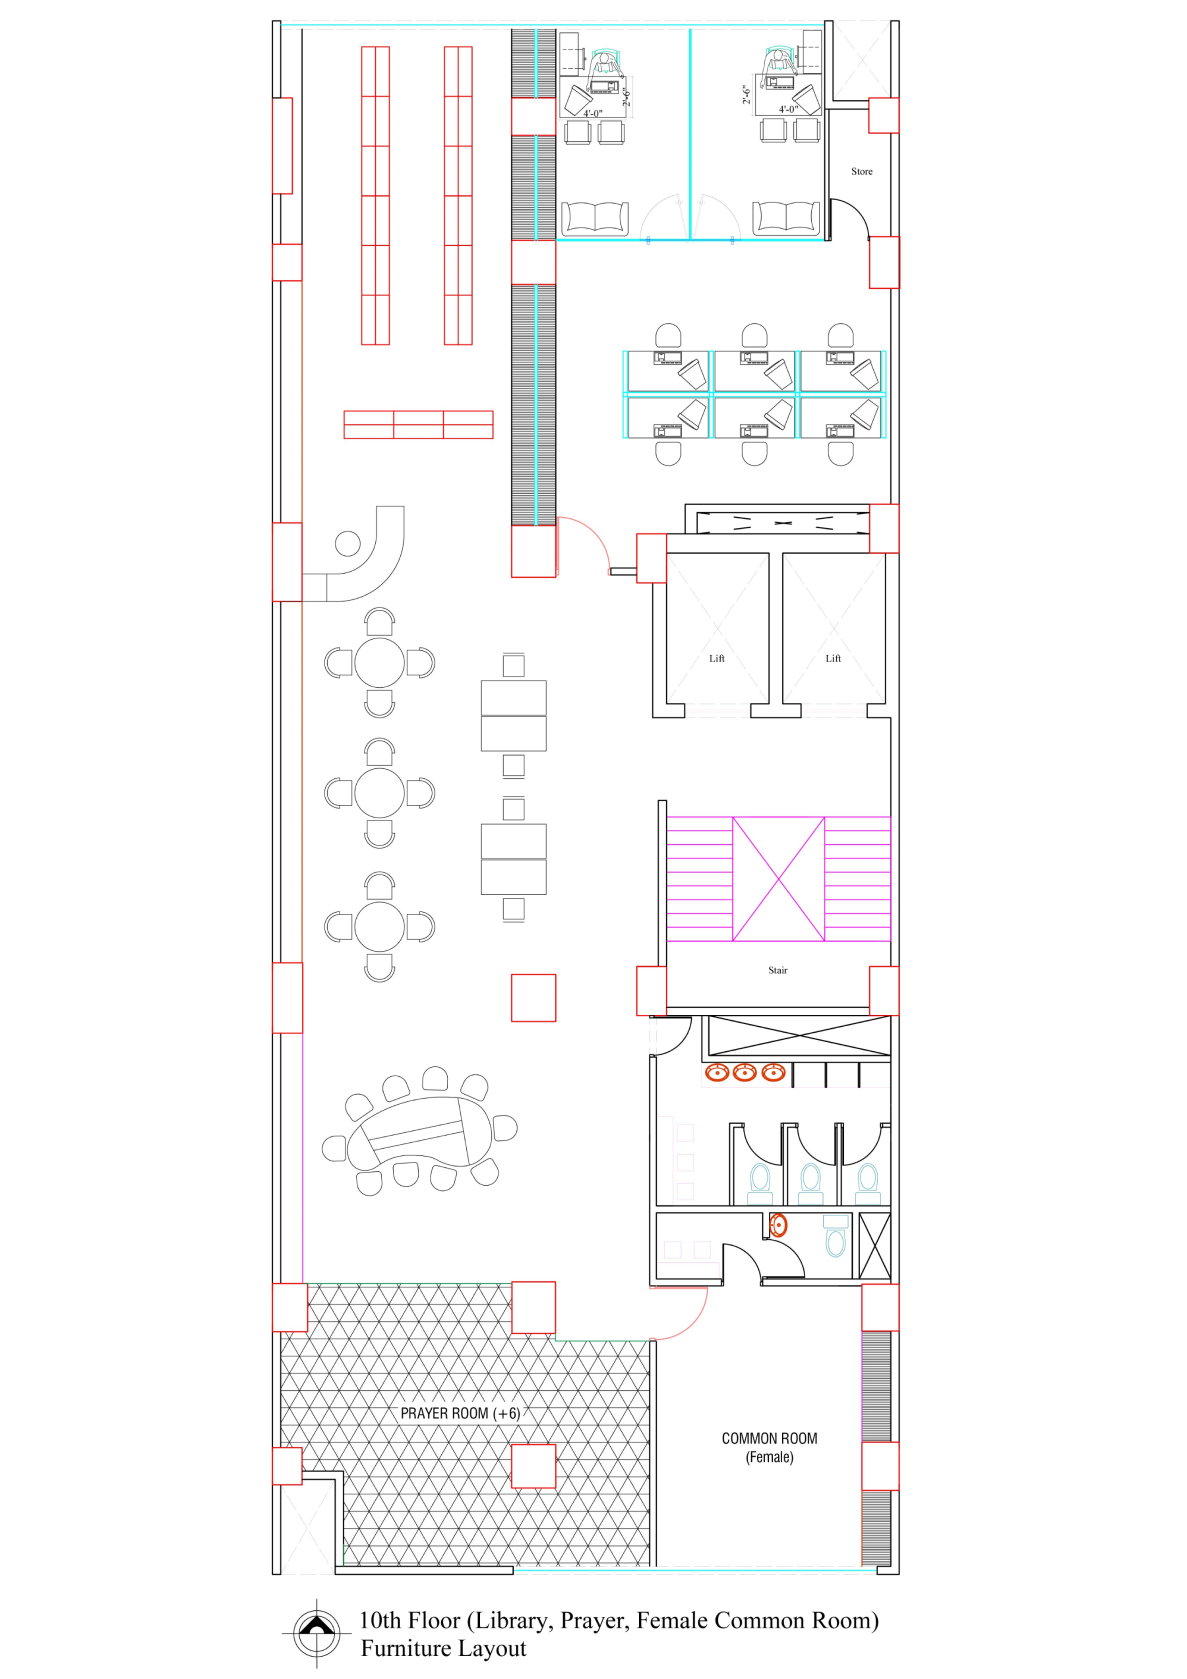 2'-6"
4'-0"
2'-6"
4'-0"
Store
Lift
Lift
Stair
PRAYER ROOM (+6)
COMMON ROOM
(Female)
10th Floor (Library, Prayer, Female Common Room)
Furniture Layout